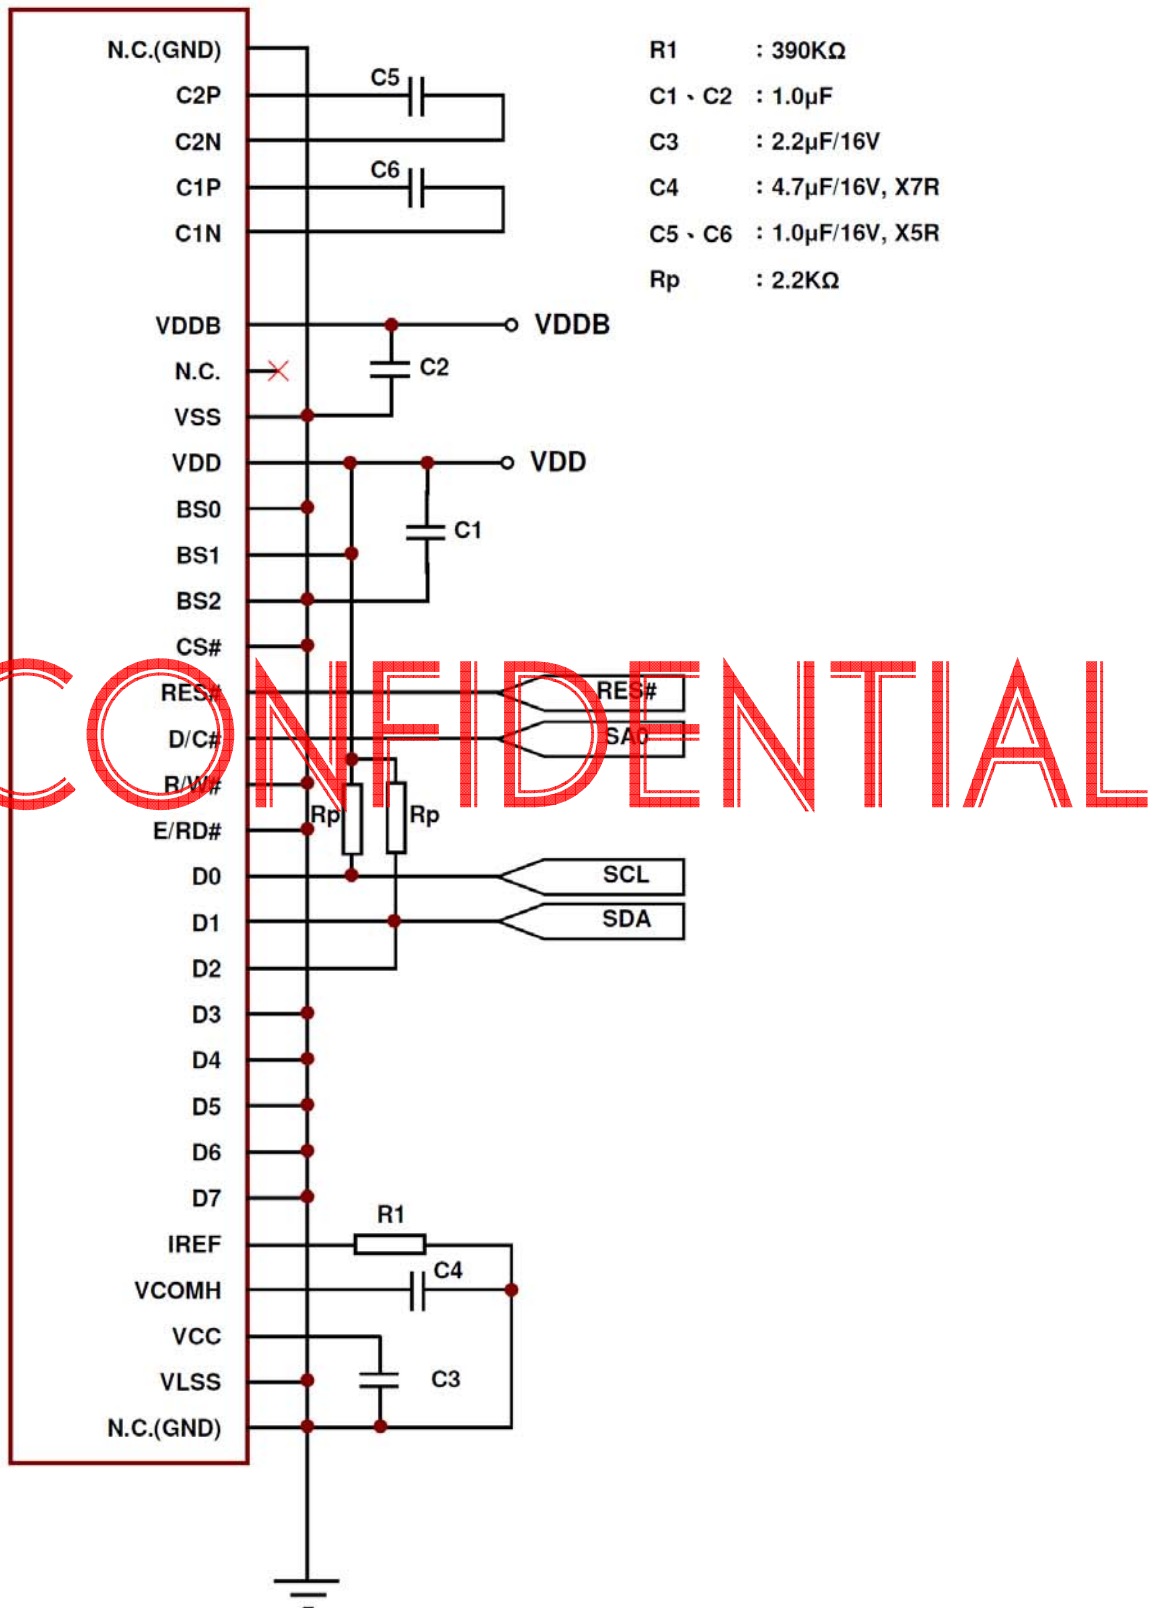 N.C.(GND)
C2P
C2N
C1P
C1N
VDDB
N.C.
VSS
VDD
BS0
BS1
BS2
CS#
RES#
D/C#
R/W#
E/RD#
D0
D1
D2
D3
D4
D5
D6
D7
IREF
VCOMH
VCC
VLSS
N.C.(GND)
C5
C6
C2
VDDB
VDD
C1
RES#
SA0
Rp
Rp
SCL
SDA
R1
C4
C3
R1 : 390KΩ
C1、C2 : 1.0μF
C3 : 2.2μF/16V
C4 : 4.7μF/16V, X7R
C5、C6 : 1.0μF/16V, X5R
Rp : 2.2KΩ
CONFIDENTIAL